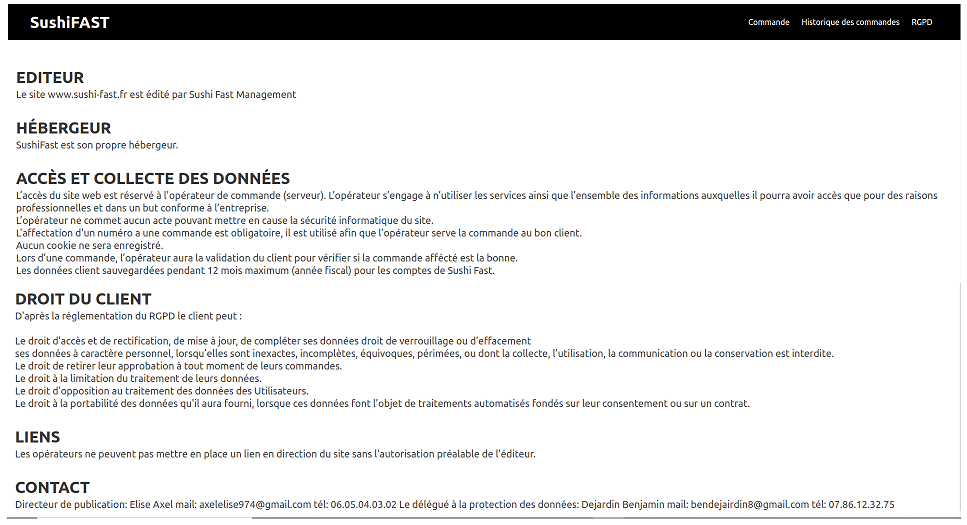 SushiFAST
Commande Historique des commandes RGPD
EDITEUR
Le site www.sushi-fast.fr est édité par Sushi Fast Management
HÉBERGEUR
SushiFast est son propre hébergeur.
ACCÈS ET COLLECTE DES DONNÉES
L'accès du site web est réservé à l'opérateur de commande (serveur). L'opérateur s'engage à n'utiliser les services ainsi que l'ensemble des informations auxquelles il pourra avoir accès que pour des raisons
professionnelles et dans un but conforme à l'entreprise.
L'opérateur ne commet aucun acte pouvant mettre en cause la sécurité informatique du site.
L'affectation d'un numéro a une commande est obligatoire, il est utilisé afin que l'opérateur serve la commande au bon client.
Aucun cookie ne sera enregistré.
Lors d'une commande, l'opérateur aura la validation du client pour vérifier si la commande affécté est la bonne.
Les données client sauvegardées pendant 12 mois maximum (année fiscal) pour les comptes de Sushi Fast.
DROIT DU CLIENT
D'après la réglementation du RGPD le client peut :
Le droit d'accès et de rectification, de mise à jour, de compléter ses données droit de verrouillage ou d'effacement
ses données à caractère personnel, lorsqu'elles sont inexactes, incomplètes, équivoques, périmées, ou dont la collecte, l'utilisation, la communication ou la conservation est interdite.
Le droit de retirer leur approbation à tout moment de leurs commandes.
Le droit à la limitation du traitement de leurs données.
Le droit d'opposition au traitement des données des Utilisateurs.
Le droit à la portabilité des données qu'il aura fourni, lorsque ces données font l'objet de traitements automatisés fondés sur leur consentement ou sur un contrat.
LIENS
Les opérateurs ne peuvent pas mettre en place un lien en direction du site sans l'autorisation préalable de l'éditeur.
CONTACT
Directeur de publication: Elise Axel mail: axelelise974@gmail.com tél: 06.05.04.03.02 Le délégué à la protection des données: Dejardin Benjamin mail: bendejairdin8@gmail.com tél: 07.86.12.32.75